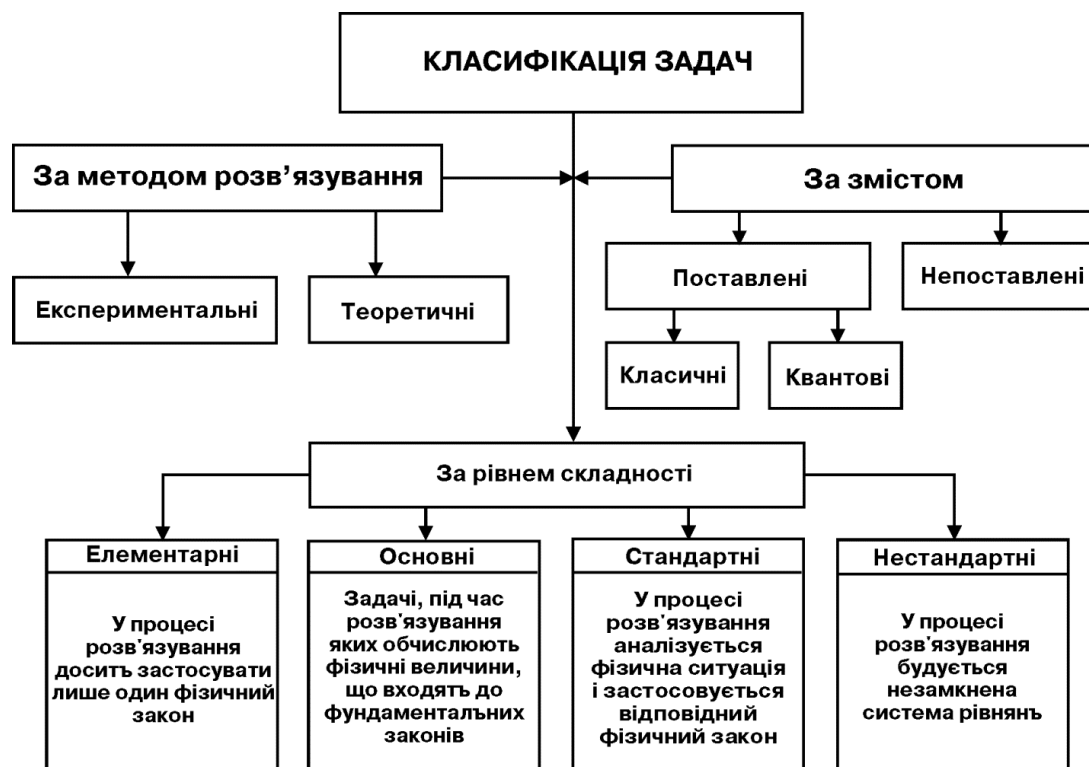 КЛАСИФІКАЦІЯ ЗАДАЧ
За методом розв’язування
За змістом
Експериментальні
Теоретичні
Поставлені
Непоставлені
Класичні
Квантові
За рівнем складності
Елементарні
У процесі
розв'язування
досить застосувати
лише один фізичний
закон
Основні
Задачі, під час
розв'язування
яких обчислюють
фізичні величини,
що входять до
фундаментальних
законів
Стандартні
У процесі
розв'язування
аналізується
фізична ситуація
і застосовується
відповідний
фізичний закон
Нестандартні
У процесі
розв'язування
будується
незамкнена
система рівнянь